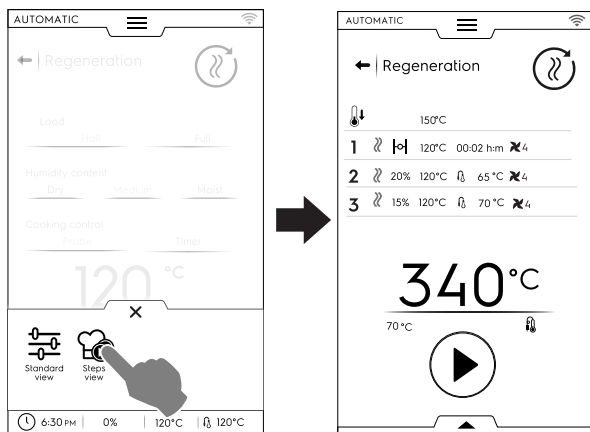 AUTOMATIC
Regeneration
Load
Half Full
Humidity content
Dry Medium Moist
Cooking control
Probe Timer
120 °C
Standard view
Steps view
6:30 PM 0% 120°C 120°C
AUTOMATIC
Regeneration
150°C
1 120°C 00:02 h:m 4
2 20% 120°C 65 °C 4
3 15% 120°C 70 °C 4
340°C
70 °C